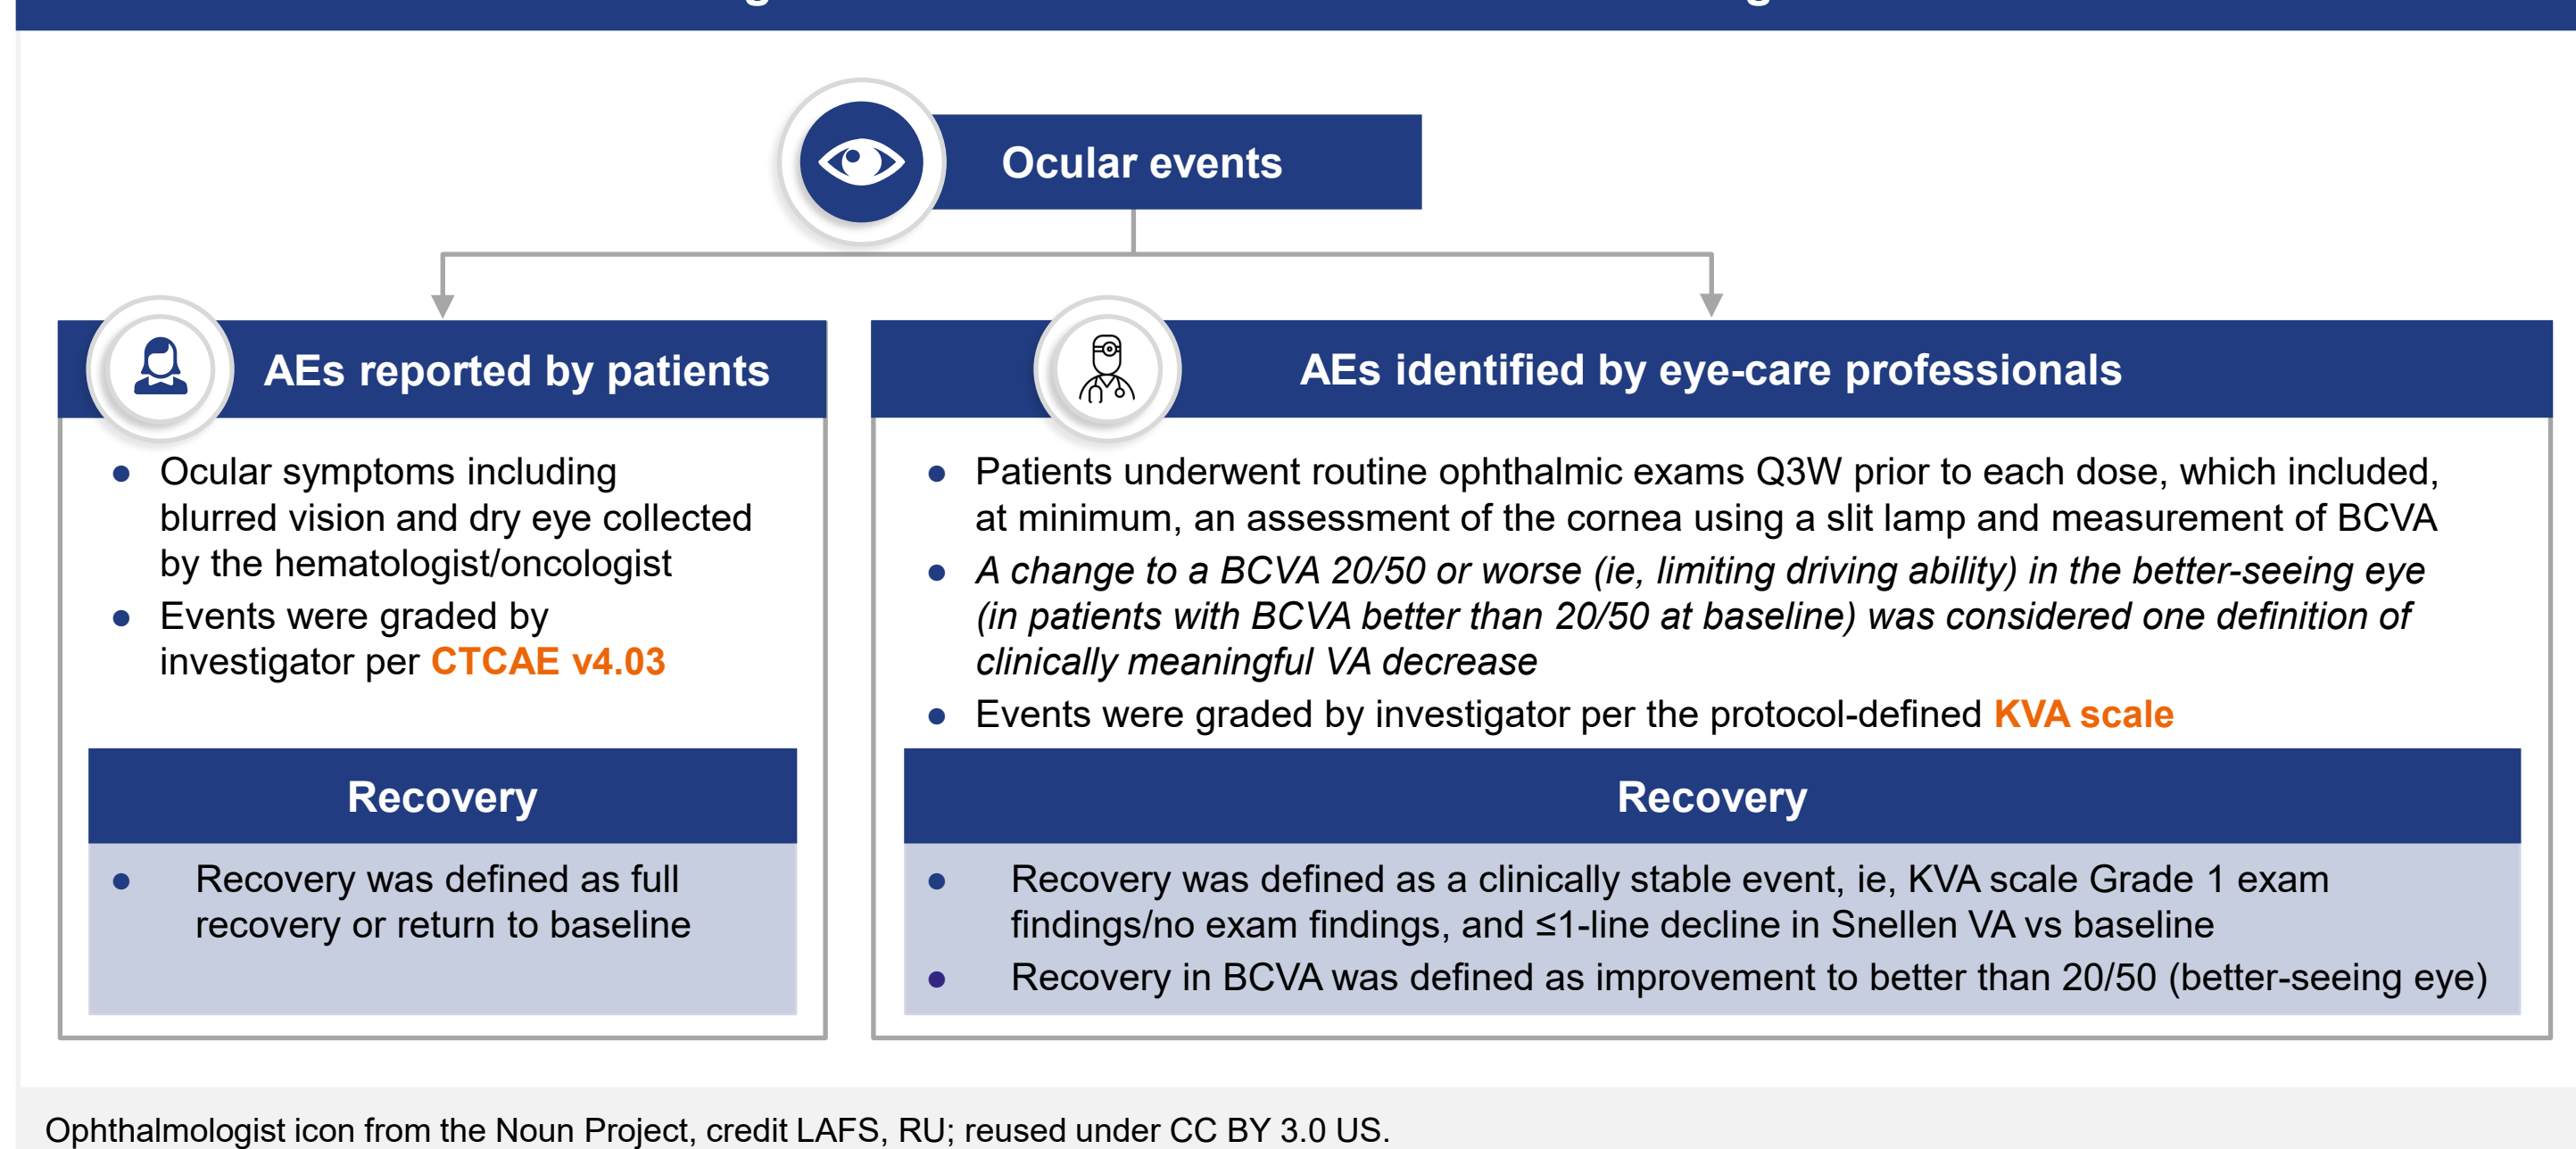 Ocular events
AEs reported by patients
● Ocular symptoms including
blurred vision and dry eye collected
by the hematologist/oncologist
● Events were graded by
investigator per CTCAE v4.03
Recovery
● Recovery was defined as full
recovery or return to baseline
AEs identified by eye-care professionals
● Patients underwent routine ophthalmic exams Q3W prior to each dose, which included,
at minimum, an assessment of the cornea using a slit lamp and measurement of BCVA
● A change to a BCVA 20/50 or worse (ie, limiting driving ability) in the better-seeing eye
(in patients with BCVA better than 20/50 at baseline) was considered one definition of
clinically meaningful VA decrease
● Events were graded by investigator per the protocol-defined KVA scale
Recovery
● Recovery was defined as a clinically stable event, ie, KVA scale Grade 1 exam
findings/no exam findings, and ≤1-line decline in Snellen VA vs baseline
● Recovery in BCVA was defined as improvement to better than 20/50 (better-seeing eye)
Ophthalmologist icon from the Noun Project, credit LAFS, RU; reused under CC BY 3.0 US.